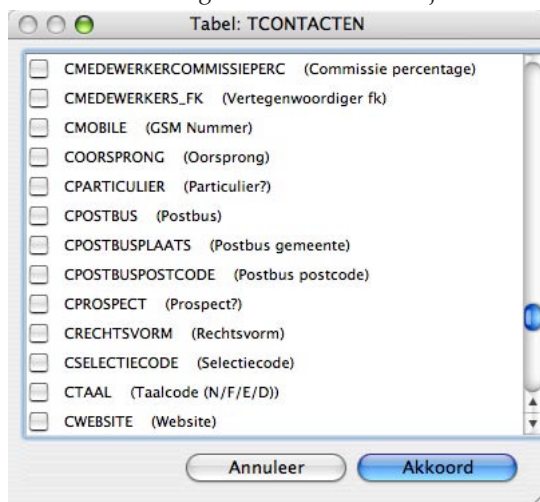 Tabel: TCONTACTEN
CMEDEWERKERCOMMISSIEPERC (Commissie percentage)
CMEDEWERKERS_FK (Vertegenwoordiger fk)
CMOBILE (GSM Nummer)
COORSPRONG (Oorsprong)
CPARTICULIER (Particulier?)
CPOSTBUS (Postbus)
CPOSTBUSPLAATS (Postbus gemeente)
CPOSTBUSPOSTCODE (Postbus postcode)
CPROSPECT (Prospect?)
CRECHTSVORM (Rechtsvorm)
CSELECTIECODE (Selectiecode)
CTAAL (Taalcode (N/F/E/D))
CWEBSITE (Website)
Annuleer Akkoord